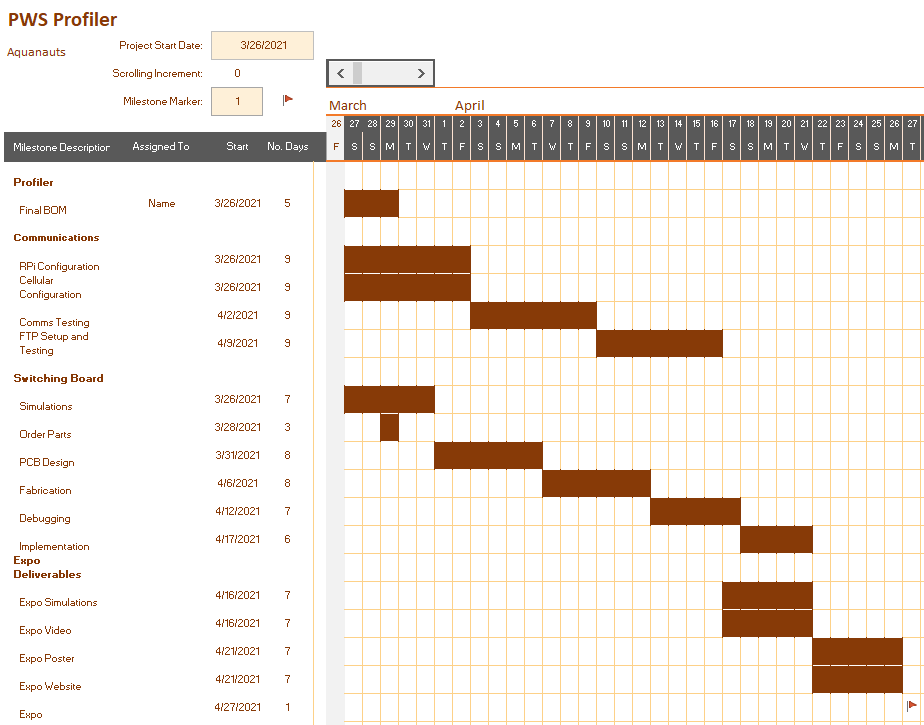 PWS Profiler
Aquanauts
Project Start Date: 3/26/2021
Scrolling Increment: 0
Milestone Marker: 1
March April
26 27 28 29 30 31 1 2 3 4 5 6 7 8 9 10 11 12 13 14 15 16 17 18 19 20 21 22 23 24 25 26 27
Milestone Description Assigned To Start No. Days F S S M T W T F S S M T W T F S S M T W T F S S M T W T F S S M T
Profiler
Final BOM Name 3/26/2021 5
Communications
RPi Configuration 3/26/2021 9
Cellular
Configuration 3/26/2021 9
Comms Testing 4/2/2021 9
FTP Setup and
Testing 4/9/2021 9
Switching Board
Simulations 3/26/2021 7
Order Parts 3/28/2021 3
PCB Design 3/31/2021 8
Fabrication 4/6/2021 8
Debugging 4/12/2021 7
Implementation 4/17/2021 6
Expo
Deliverables
Expo Simulations 4/16/2021 7
Expo Video 4/16/2021 7
Expo Poster 4/21/2021 7
Expo Website 4/21/2021 7
Expo 4/27/2021 1